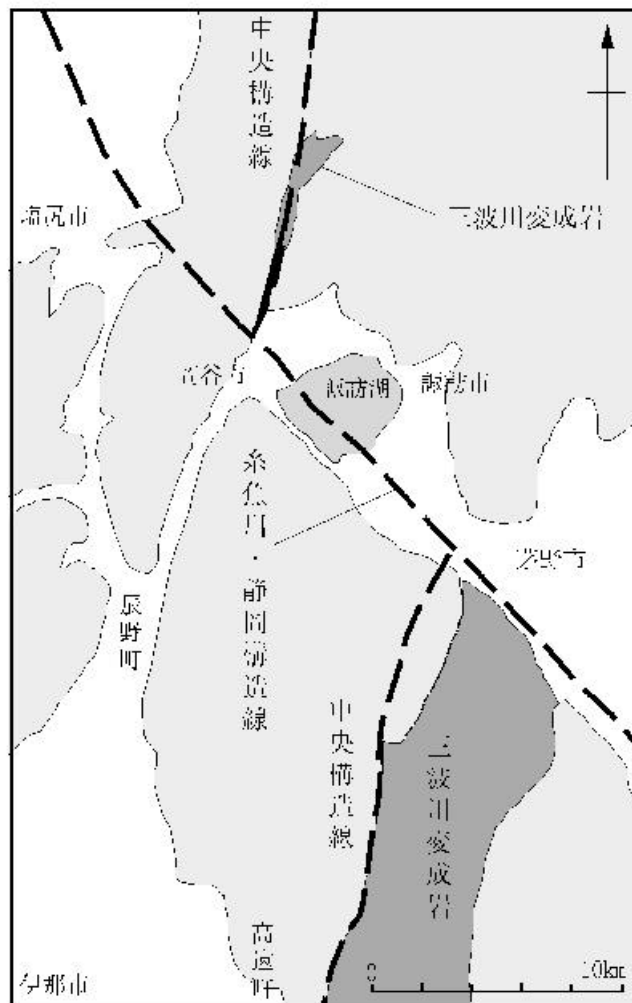 中央構造線
塩尻市
三波川変成岩
岡谷市
諏訪湖
諏訪市
糸魚川・静岡構造線
茅野市
辰野町
中央構造線
三波川変成岩
高遠町
伊那市
0
10km